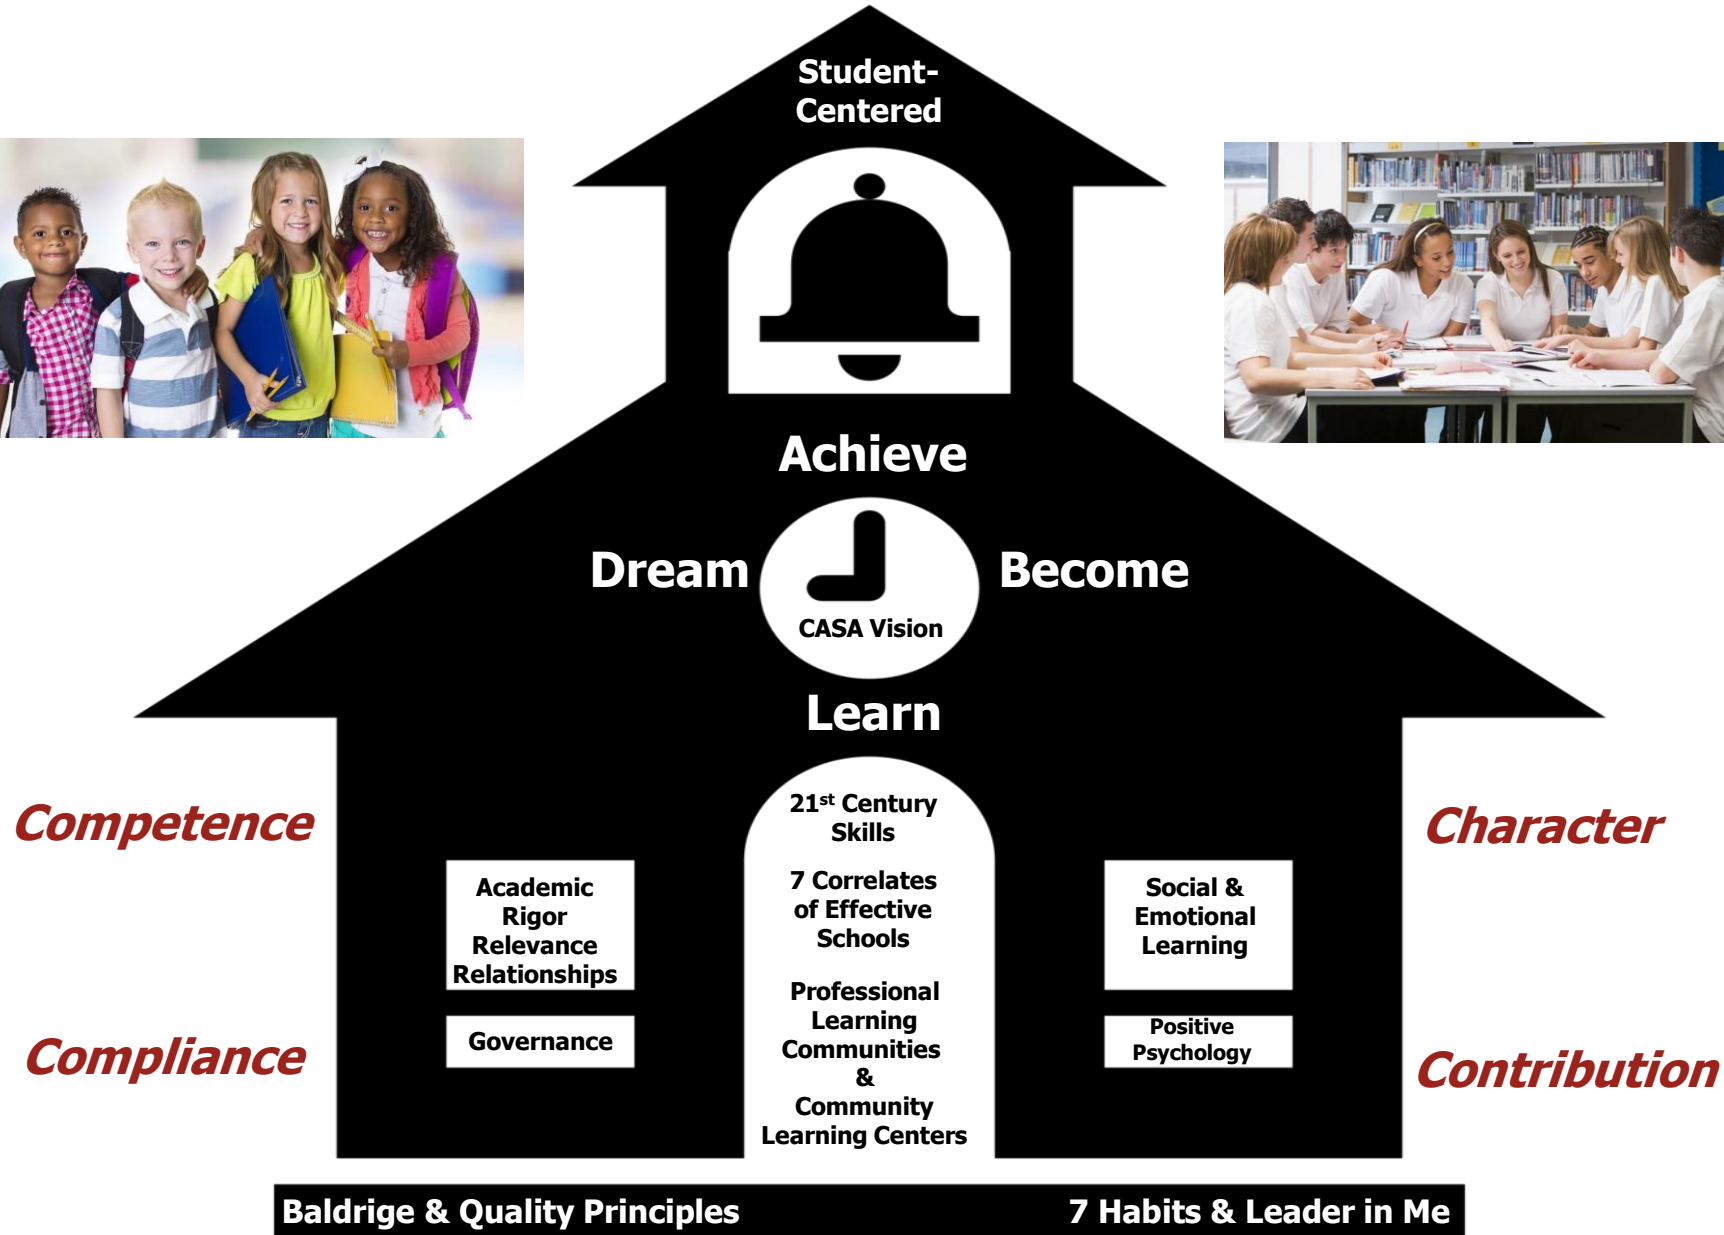 Student-
Centered
Achieve
Dream
Become
CASA Vision
Learn
Competence
Character
21st Century
Skills
Academic
Rigor
Relevance
Relationships
7 Correlates
of Effective
Schools
Social &
Emotional
Learning
Compliance
Governance
Professional
Learning
Communities
&
Community
Learning Centers
Positive
Psychology
Contribution
Baldrige & Quality Principles
7 Habits & Leader in Me